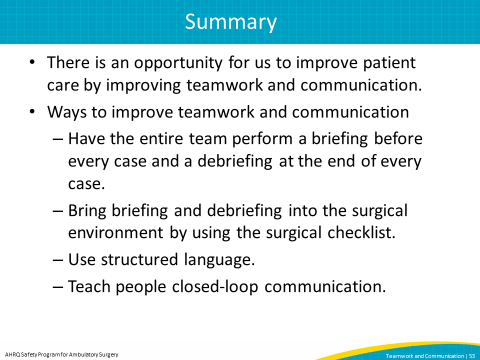 Summary
• There is an opportunity for us to improve patient
care by improving teamwork and communication.
• Ways to improve teamwork and communication
– Have the entire team perform a briefing before
every case and a debriefing at the end of every
case.
– Bring briefing and debriefing into the surgical
environment by using the surgical checklist.
– Use structured language.
– Teach people closed-loop communication.
AHRQ Safety Program for Ambulatory Surgery
Teamwork and Communication | 53